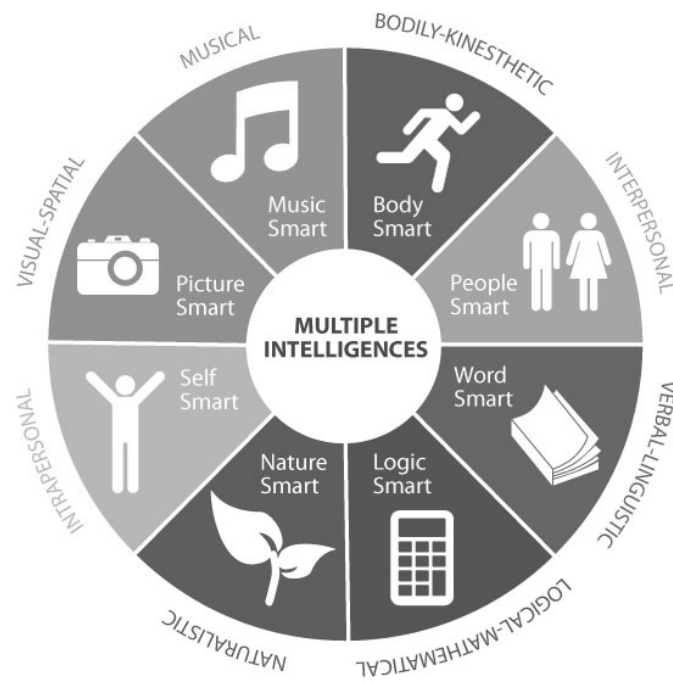 MUSICAL
BODILY-KINESTHETIC
INTERPERSONAL
VERBAL-LINGUISTIC
LOGICAL-MATHEMATICAL
NATURALISTIC
INTRAPERSONAL
VISUAL-SPATIAL
Music
Smart
Body
Smart
People
Smart
Word
Smart
Logic
Smart
Nature
Smart
Self
Smart
Picture
Smart
MULTIPLE
INTELLIGENCES